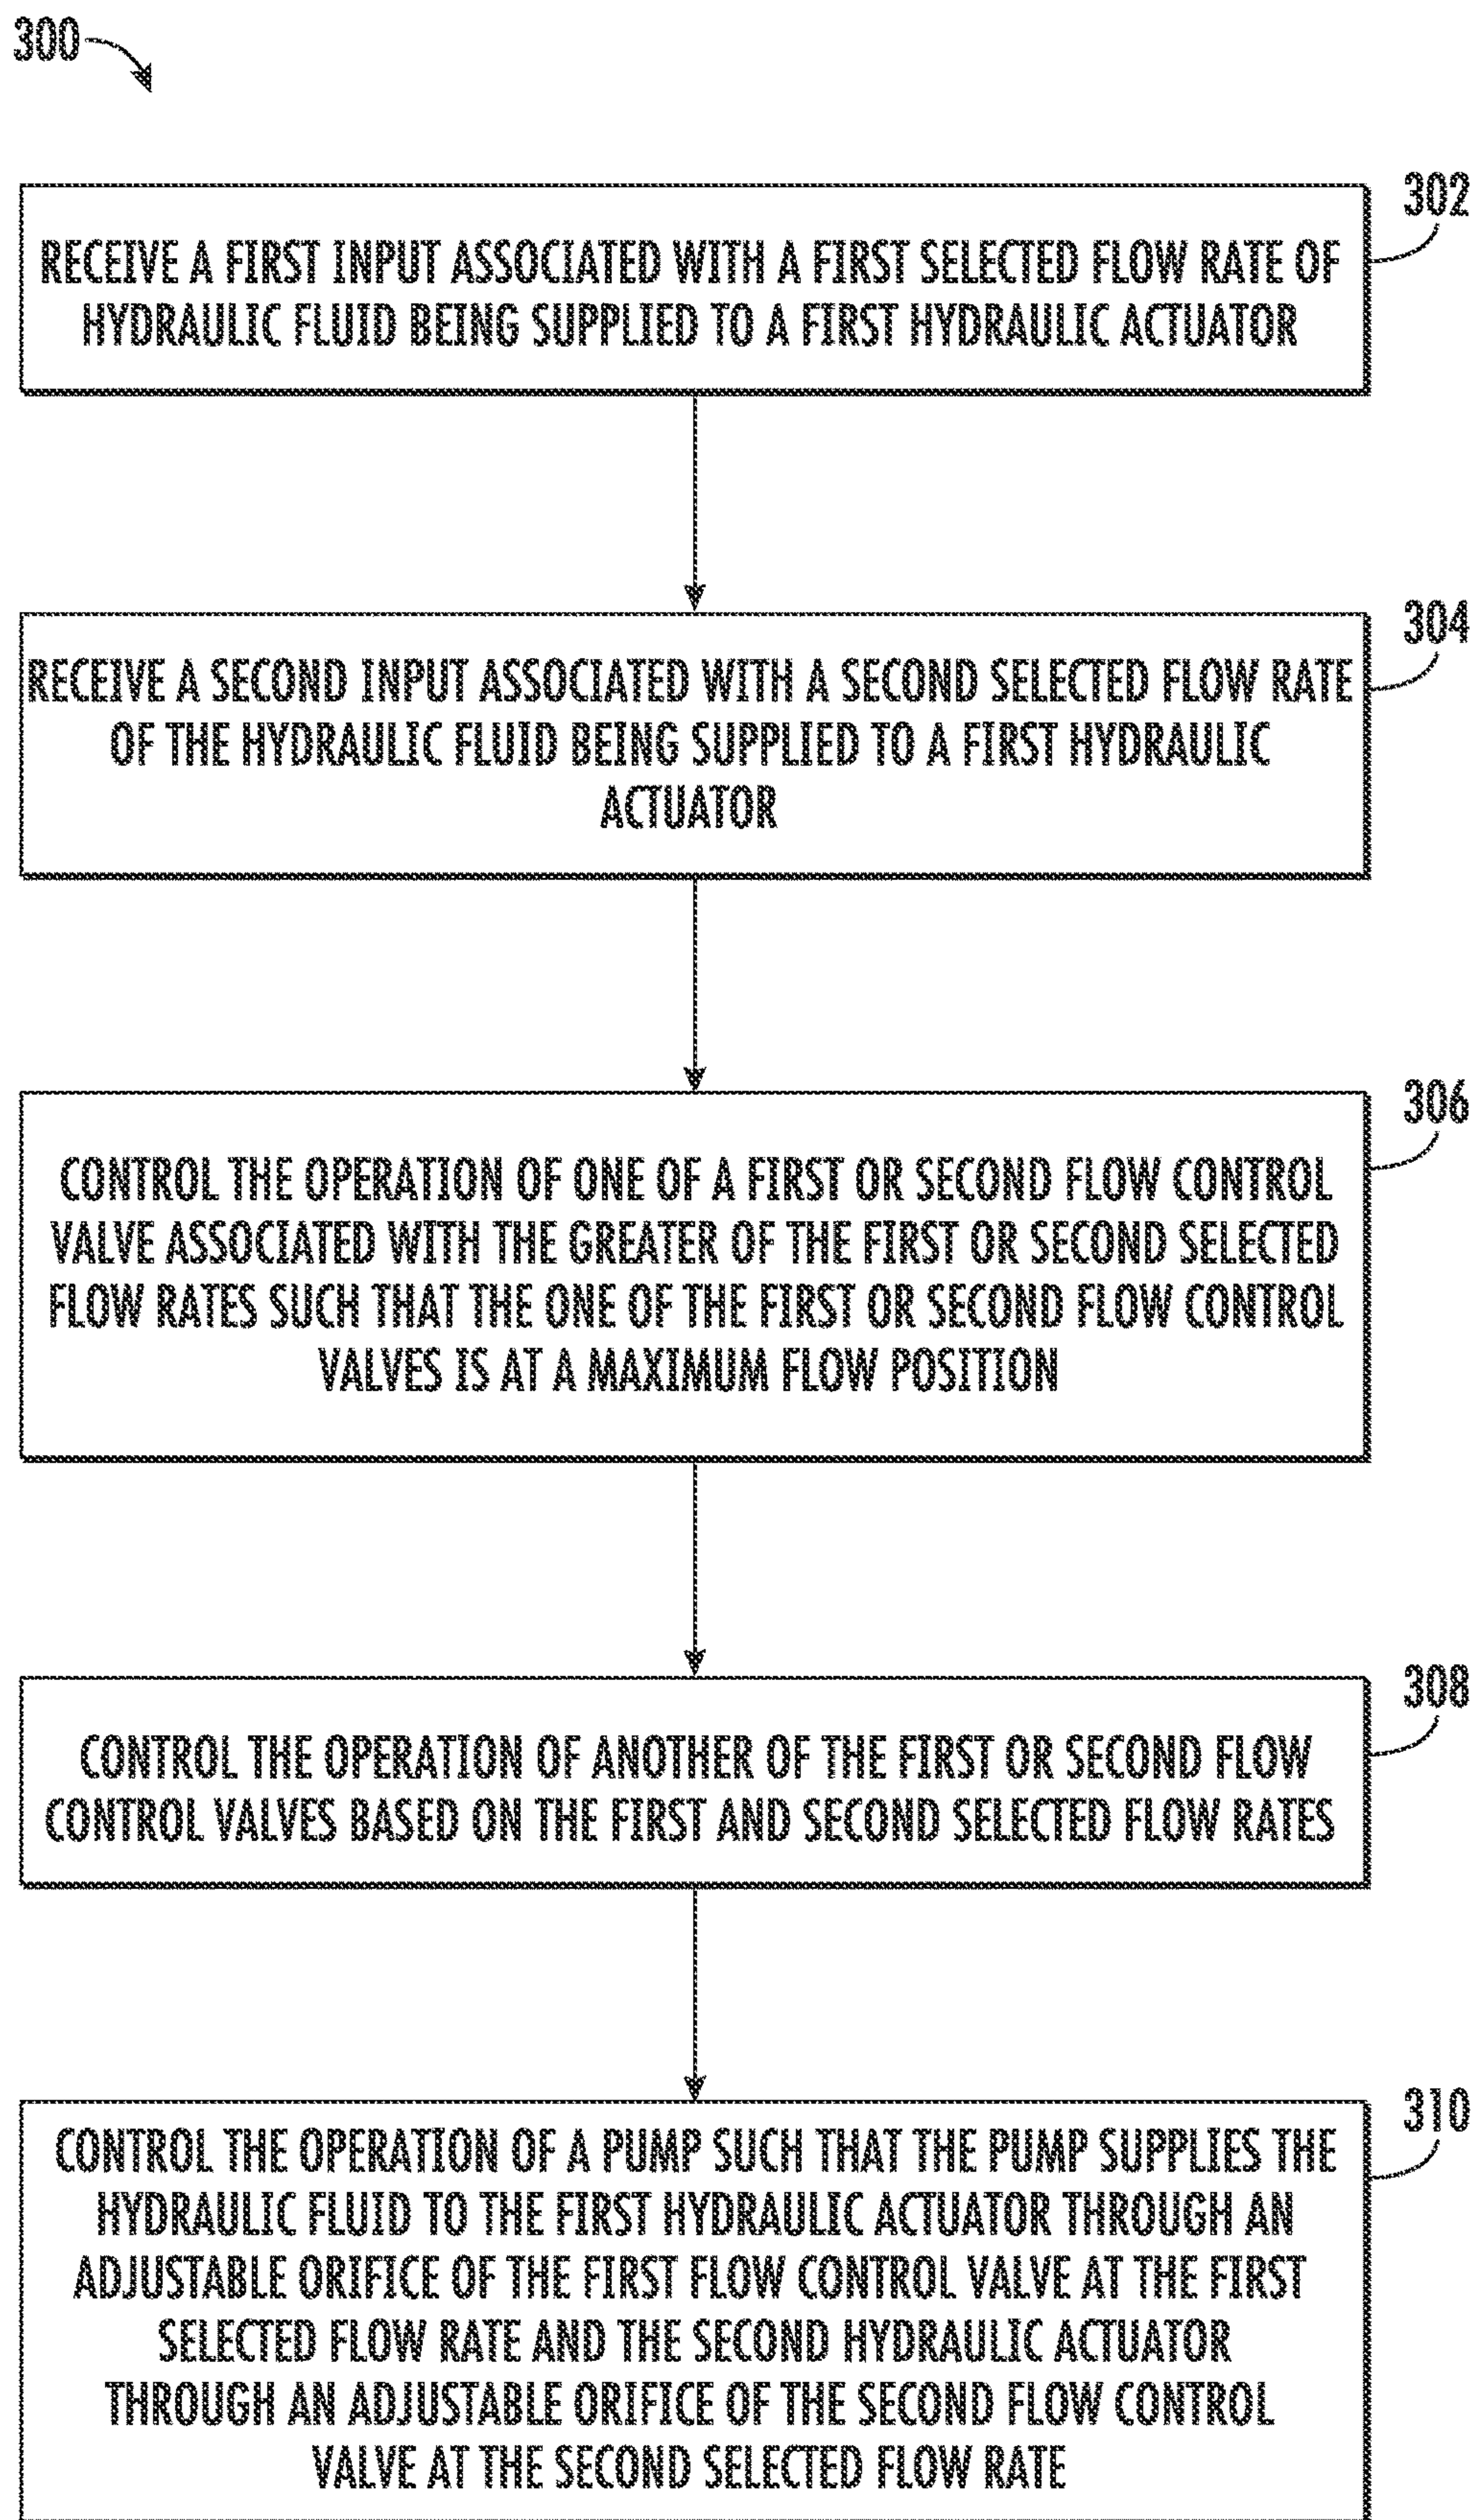 300
302
RECEIVE A FIRST INPUT ASSOCIATED WITH A FIRST SELECTED FLOW RATE OF
HYDRAULIC FLUID BEING SUPPLIED TO A FIRST HYDRAULIC ACTUATOR
304
RECEIVE A SECOND INPUT ASSOCIATED WITH A SECOND SELECTED FLOW RATE
OF THE HYDRAULIC FLUID BEING SUPPLIED TO A FIRST HYDRAULIC
ACTUATOR
306
CONTROL THE OPERATION OF ONE OF A FIRST OR SECOND FLOW CONTROL
VALVE ASSOCIATED WITH THE GREATER OF THE FIRST OR SECOND SELECTED
FLOW RATES SUCH THAT THE ONE OF THE FIRST OR SECOND FLOW CONTROL
VALVES IS AT A MAXIMUM FLOW POSITION
308
CONTROL THE OPERATION OF ANOTHER OF THE FIRST OR SECOND FLOW
CONTROL VALVES BASED ON THE FIRST AND SECOND SELECTED FLOW RATES
310
CONTROL THE OPERATION OF A PUMP SUCH THAT THE PUMP SUPPLIES THE
HYDRAULIC FLUID TO THE FIRST HYDRAULIC ACTUATOR THROUGH AN
ADJUSTABLE ORIFICE OF THE FIRST FLOW CONTROL VALVE AT THE FIRST
SELECTED FLOW RATE AND THE SECOND HYDRAULIC ACTUATOR
THROUGH AN ADJUSTABLE ORIFICE OF THE SECOND FLOW CONTROL
VALVE AT THE SECOND SELECTED FLOW RATE